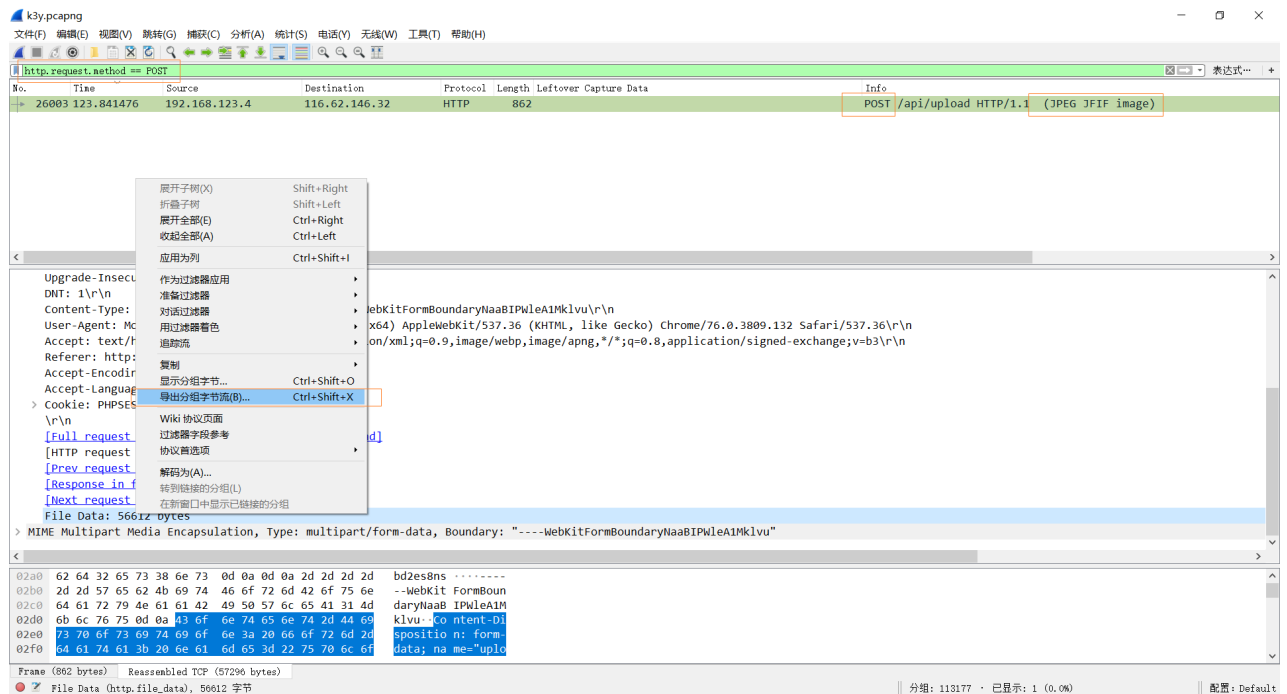 k3y.pcapng
文件(F) 编辑(E) 视图(V) 跳转(G) 捕获(C) 分析(A) 统计(S) 电话(Y) 无线(W) 工具(T) 帮助(H)
http.request.method == POST 表达式… +
No. Time Source Destination Protocol Length Leftover Capture Data Info
26003 123.841476 192.168.123.4 116.62.146.32 HTTP 862 POST /api/upload HTTP/1.1 (JPEG JFIF image)
展开子树(X) Shift+Right
折叠子树 Shift+Left
展开全部(E) Ctrl+Right
收起全部(A) Ctrl+Left
应用为列 Ctrl+Shift+I
作为过滤器应用
准备过滤器
对话过滤器
用过滤器着色
追踪流
复制
显示分组字节... Ctrl+Shift+O
导出分组字节流(B)... Ctrl+Shift+X
Wiki 协议页面
过滤器字段参考
协议首选项
解码为(A)...
转到链接的分组(L)
在新窗口中显示已链接的分组
Upgrade-Insecu
DNT: 1\r\n
Content-Type: ebKitFormBoundaryNaaBIPWleA1Mklvu\r\n
User-Agent: Mo x64) AppleWebKit/537.36 (KHTML, like Gecko) Chrome/76.0.3809.132 Safari/537.36\r\n
Accept: text/h on/xml;q=0.9,image/webp,image/apng,*/*;q=0.8,application/signed-exchange;v=b3\r\n
Referer: http:
Accept-Encodin
Accept-Languag
Cookie: PHPSES
\r\n
[Full request d]
[HTTP request
[Prev request
[Response in f
[Next request
File Data: 56612 bytes
MIME Multipart Media Encapsulation, Type: multipart/form-data, Boundary: "----WebKitFormBoundaryNaaBIPWleA1Mklvu"
02a0 62 64 32 65 73 38 6e 73 0d 0a 0d 0a 2d 2d 2d 2d bd2es8ns ····----
02b0 2d 2d 57 65 62 4b 69 74 46 6f 72 6d 42 6f 75 6e --WebKit FormBoun
02c0 64 61 72 79 4e 61 61 42 49 50 57 6c 65 41 31 4d daryNaaB IPWleA1M
02d0 6b 6c 76 75 0d 0a 43 6f 6e 74 65 6e 74 2d 44 69 klvu··Co ntent-Di
02e0 73 70 6f 73 69 74 69 6f 6e 3a 20 66 6f 72 6d 2d spositio n: form-
02f0 64 61 74 61 3b 20 6e 61 6d 65 3d 22 75 70 6c 6f data; na me="uplo
Frame (862 bytes) Reassembled TCP (57296 bytes)
File Data (http.file_data), 56612 字节 分组: 113177 · 已显示: 1 (0.0%) 配置: Default